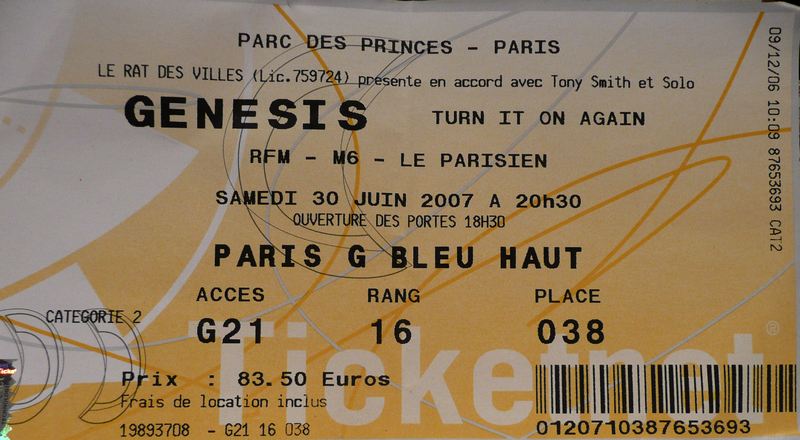 PARC DES PRINCES - PARIS
LE RAT DES VILLES (Lic.759724) presente en accord avec Tony Smith et Solo
GENESIS TURN IT ON AGAIN
RFM - M6 - LE PARISIEN
SAMEDI 30 JUIN 2007 A 20h30
OUVERTURE DES PORTES 18H30
PARIS G BLEU HAUT
ACCES RANG PLACE
CATEGORIE 2
G21 16 038
Ticketnet®
Prix : 83.50 Euros
Frais de location inclus
19893708 - G21 16 038
0120710387653693
09/12/06 10:09 87653693 CAT2